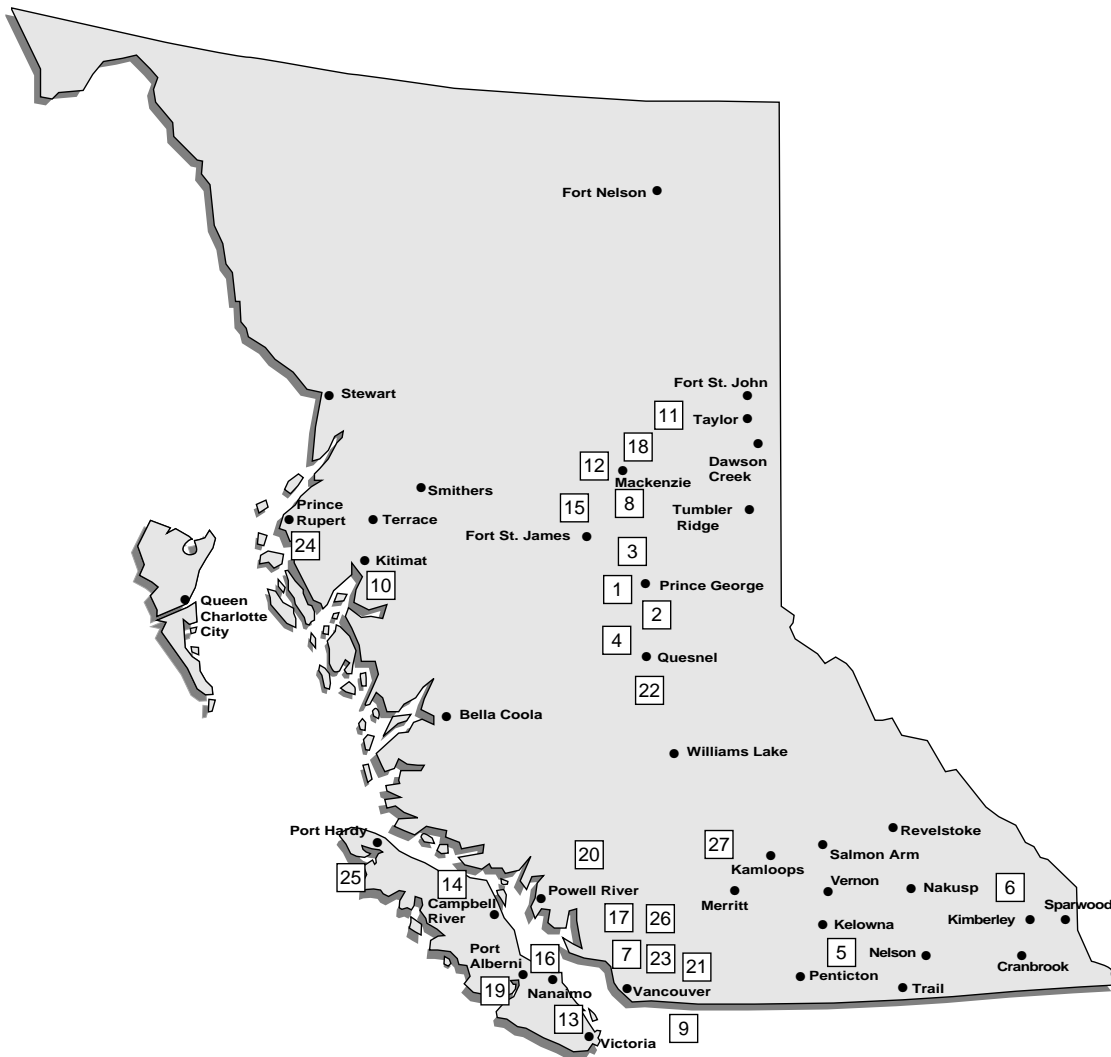 Fort Nelson
Stewart
Fort St. John
11
Taylor
18
Dawson
Creek
12
Mackenzie
Smithers
8
15
Prince
Rupert
Terrace
Tumbler
Ridge
Fort St. James
24
3
Kitimat
10
1
Prince George
Queen
Charlotte
City
2
4
Quesnel
22
Bella Coola
Williams Lake
Port Hardy
Revelstoke
27
Salmon Arm
20
Kamloops
25
14
Vernon
Nakusp
6
Powell River
Merritt
Campbell
River
Sparwood
17
26
Kimberley
Kelowna
Port
Alberni
16
7
23
21
5
Nelson
Cranbrook
Penticton
19
Nanaimo
Vancouver
Trail
13
9
Victoria